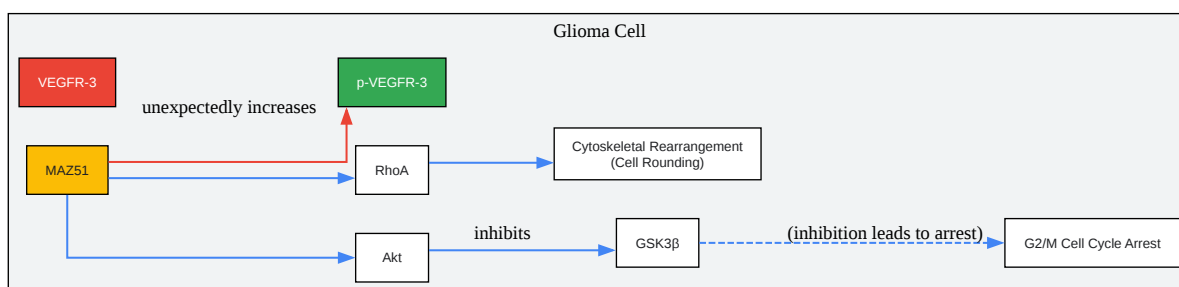 Glioma Cell
VEGFR-3
p-VEGFR-3
unexpectedly increases
MAZ51
RhoA
Cytoskeletal Rearrangement
(Cell Rounding)
Akt
inhibits
GSK3β
(inhibition leads to arrest)
G2/M Cell Cycle Arrest